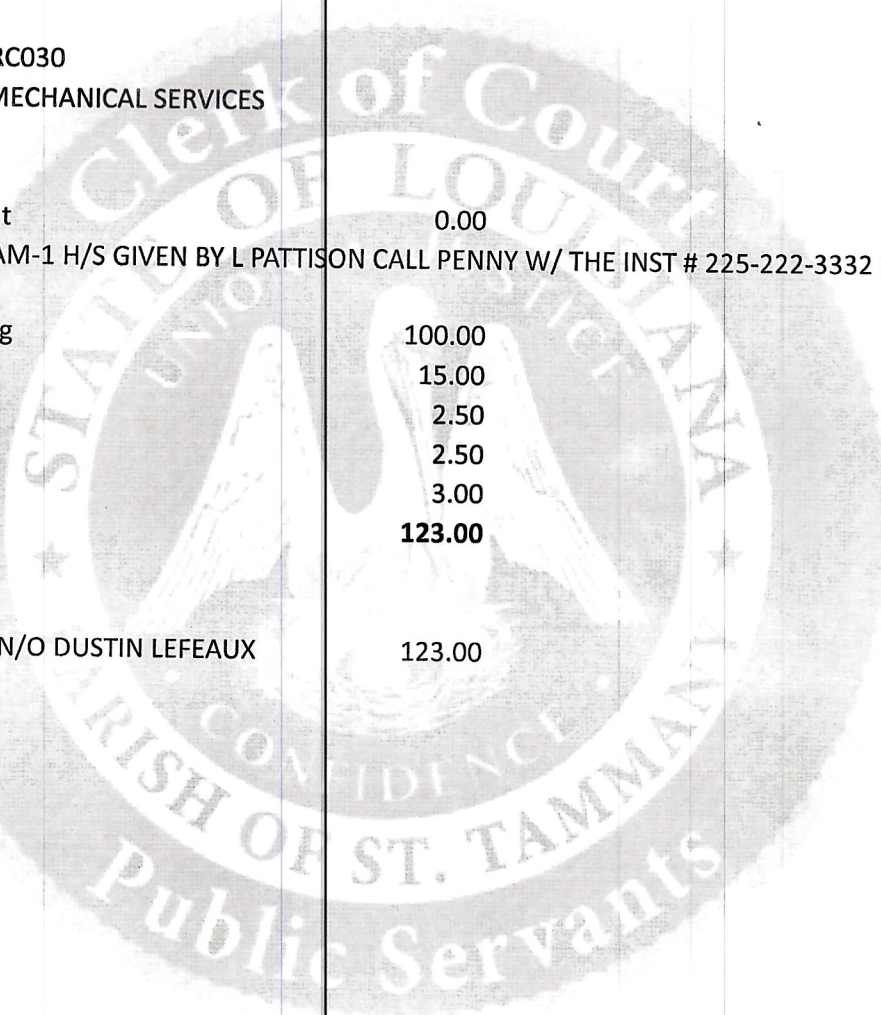 RC030
MECHANICAL SERVICES
t 0.00
AM-1 H/S GIVEN BY L PATTISON CALL PENNY W/ THE INST # 225-222-3332
g 100.00
15.00
2.50
2.50
3.00
123.00
N/O DUSTIN LEFEAUX 123.00
Clerk of Court
STATE OF LOUISIANA
UNION JUSTICE
CONFIDENCE
PARISH OF ST. TAMMANY
Public Servants